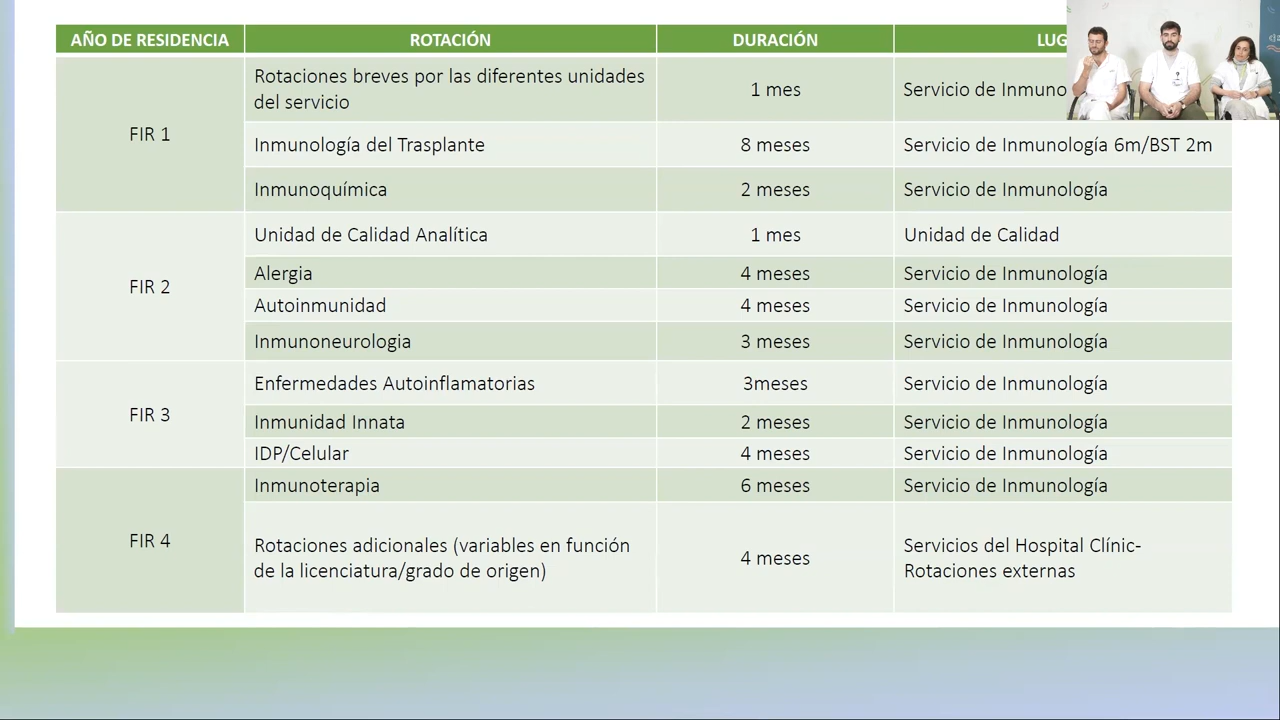 AÑO DE RESIDENCIA ROTACIÓN DURACIÓN LUG
FIR 1
Rotaciones breves por las diferentes unidades
del servicio
1 mes
Servicio de Inmuno
Inmunología del Trasplante
8 meses
Servicio de Inmunología 6m/BST 2m
Inmunoquímica
2 meses
Servicio de Inmunología
FIR 2
Unidad de Calidad Analítica
1 mes
Unidad de Calidad
Alergia
4 meses
Servicio de Inmunología
Autoinmunidad
4 meses
Servicio de Inmunología
Inmunoneurologia
3 meses
Servicio de Inmunología
FIR 3
Enfermedades Autoinflamatorias
3meses
Servicio de Inmunología
Inmunidad Innata
2 meses
Servicio de Inmunología
IDP/Celular
4 meses
Servicio de Inmunología
FIR 4
Inmunoterapia
6 meses
Servicio de Inmunología
Rotaciones adicionales (variables en función
de la licenciatura/grado de origen)
4 meses
Servicios del Hospital Clínic-
Rotaciones externas